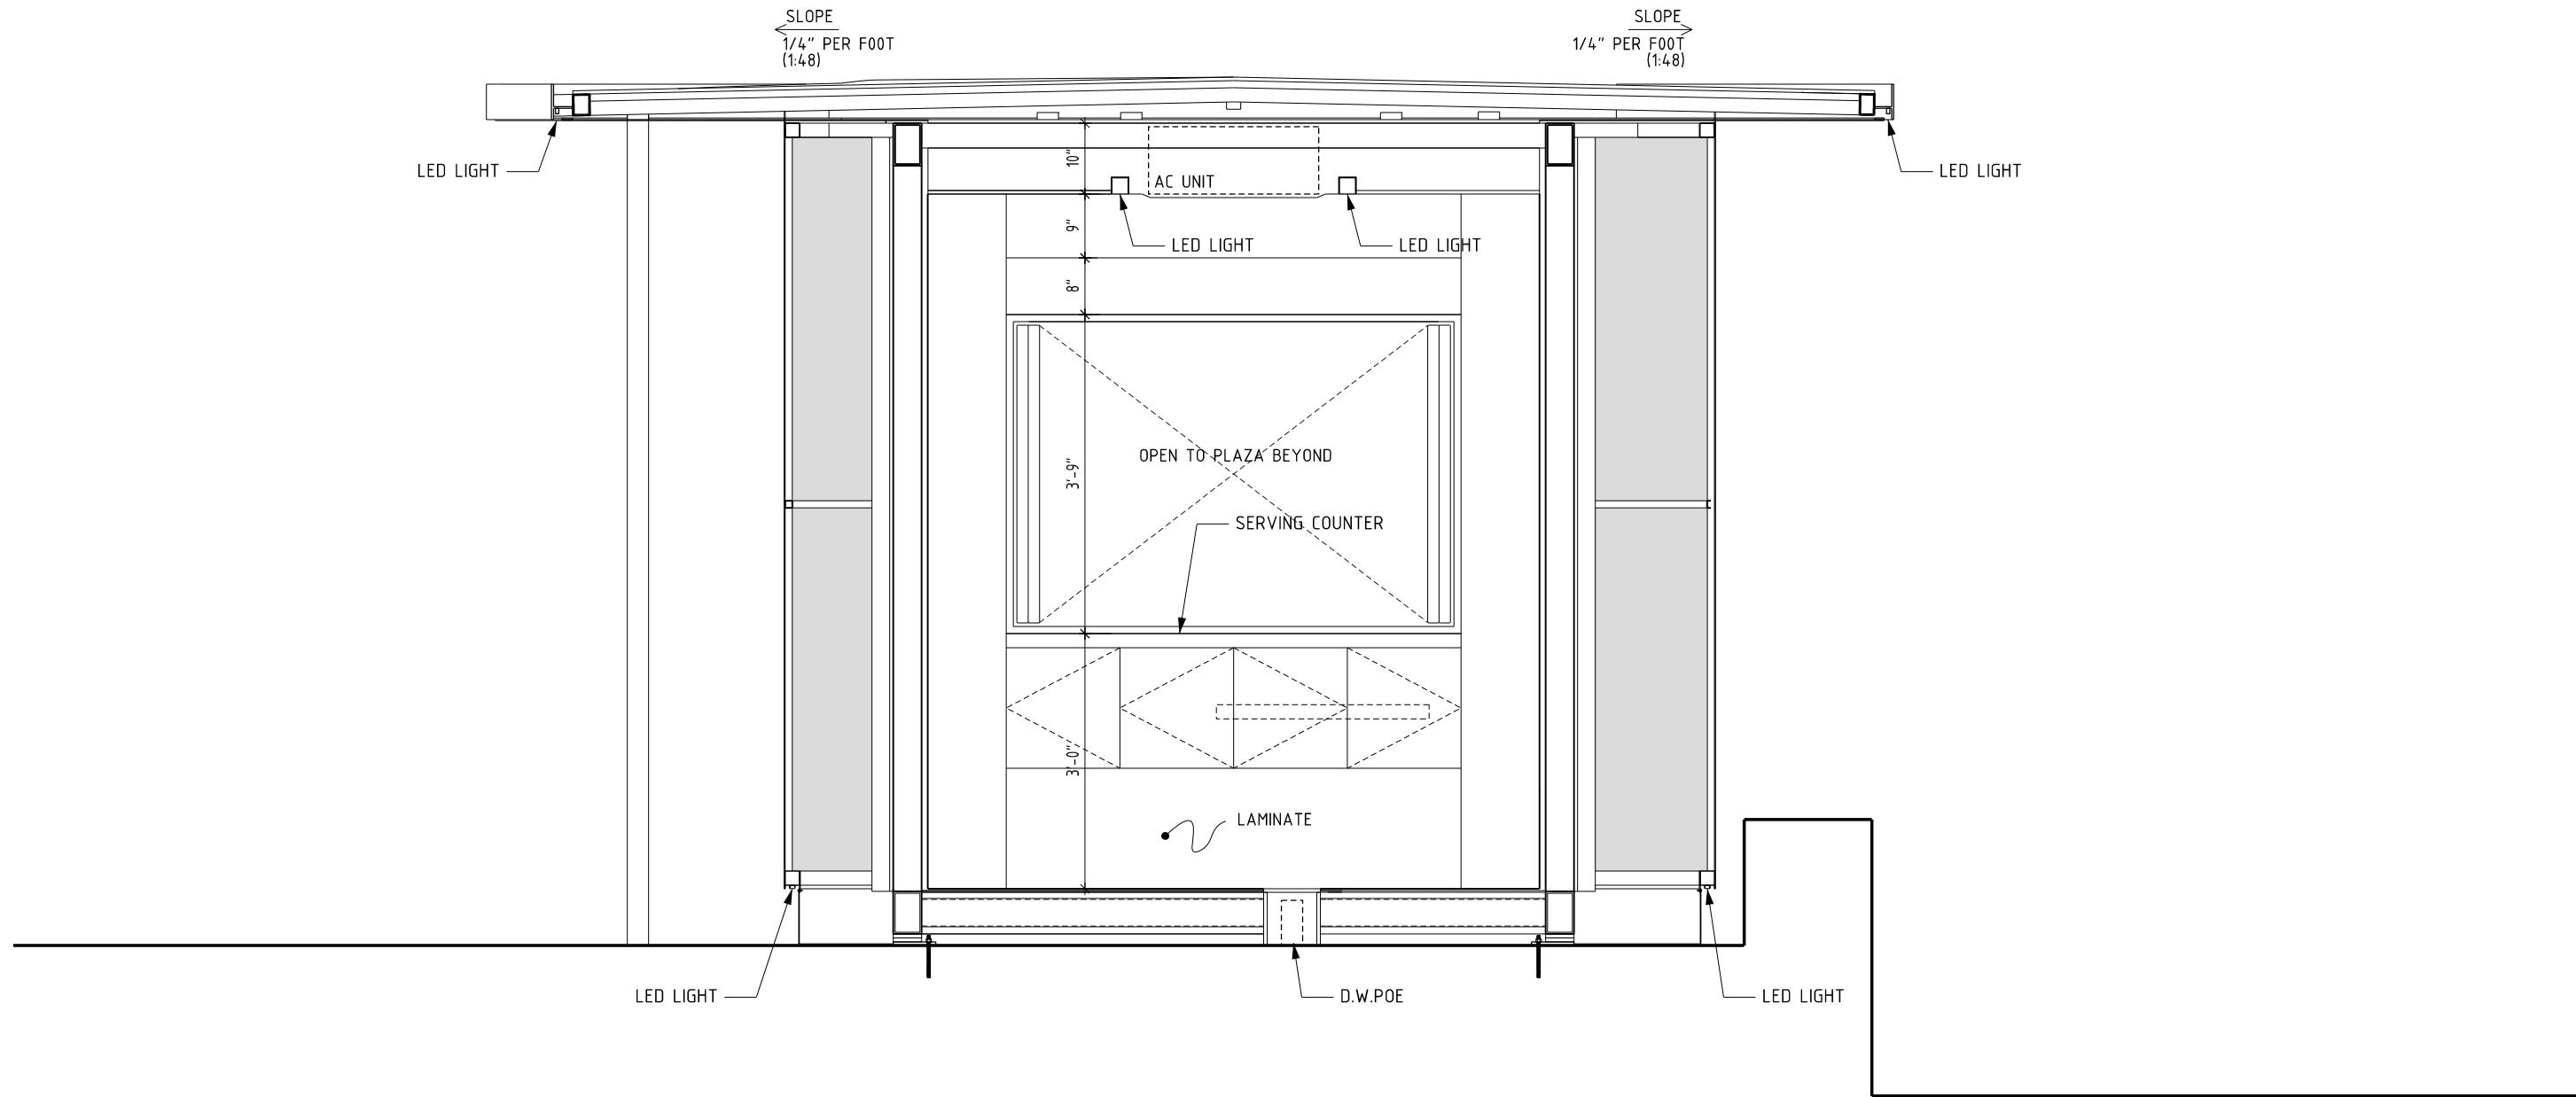 SLOPE
1/4" PER FOOT
(1:48)
SLOPE
1/4" PER FOOT
(1:48)
LED LIGHT
LED LIGHT
10"
AC UNIT
9"
LED LIGHT
LED LIGHT
8"
OPEN TO PLAZA BEYOND
3'-9"
SERVING COUNTER
3'-0"
LAMINATE
LED LIGHT
D.W.POE
LED LIGHT